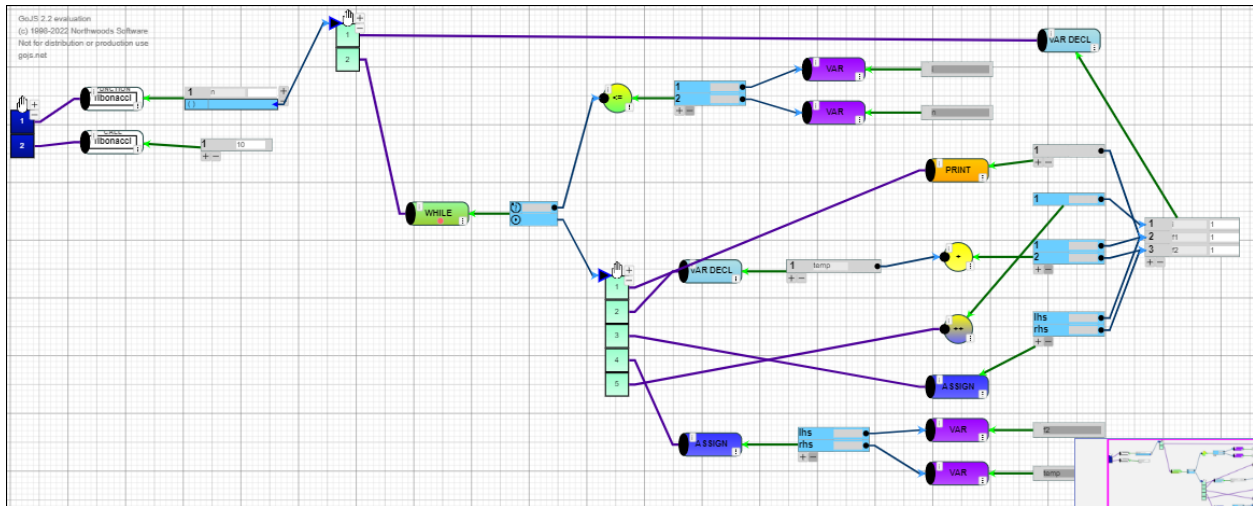 GoJS 2.2 evaluation
(c) 1998-2022 Northwoods Software
Not for distribution or production use
gojs.net
1
2
vAR DECL
VAR
1
2
VAR
<=
1 n
( )
fibonacci
1
2
CALL
fibonacci
1 10
PRINT
1
WHILE
1
1 i 1
2 f1 1
3 f2 1
1
2
+
vAR DECL
1 temp
1
2
3
4
5
lhs
rhs
++
ASSIGN
ASSIGN
lhs
rhs
VAR
f2
VAR
temp